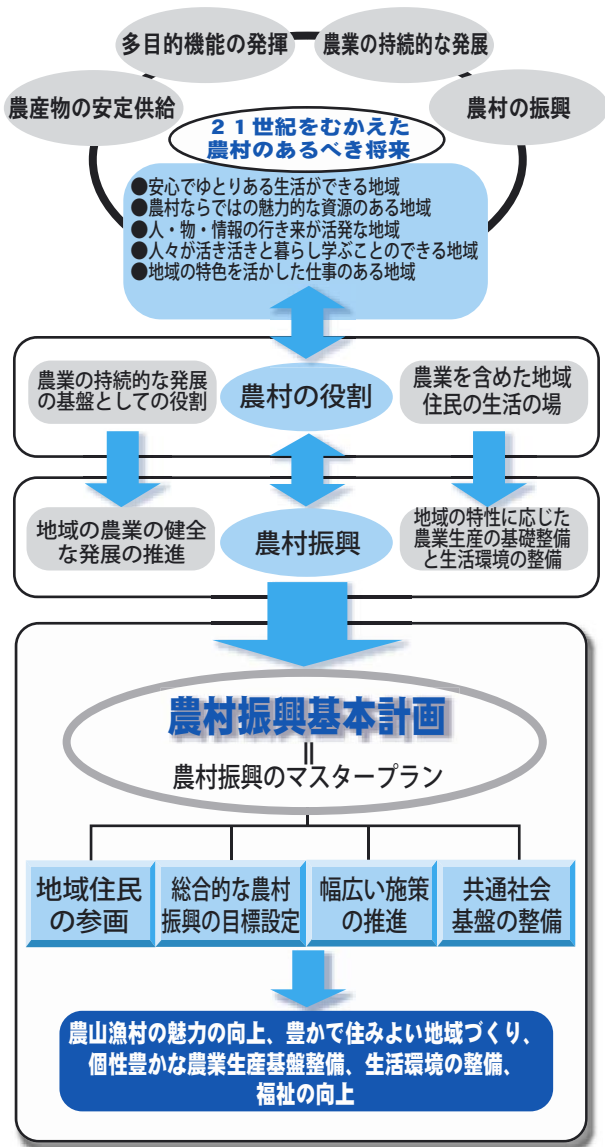 多目的機能の発揮
農業の持続的な発展
農産物の安定供給
農村の振興
２１世紀をむかえた
農村のあるべき将来
●安心でゆとりある生活ができる地域
●農村ならではの魅力的な資源のある地域
●人・物・情報の行き来が活発な地域
●人々が活き活きと暮らし学ぶことのできる地域
●地域の特色を活かした仕事のある地域
農業の持続的な発展
の基盤としての役割
農村の役割
農業を含めた地域
住民の生活の場
地域の農業の健全
な発展の推進
農村振興
地域の特性に応じた
農業生産の基礎整備
と生活環境の整備
農村振興基本計画
＝
農村振興のマスタープラン
地域住民
の参画
総合的な農村
振興の目標設定
幅広い施策
の推進
共通社会
基盤の整備
農山漁村の魅力の向上、豊かで住みよい地域づくり、
個性豊かな農業生産基盤整備、生活環境の整備、
福祉の向上